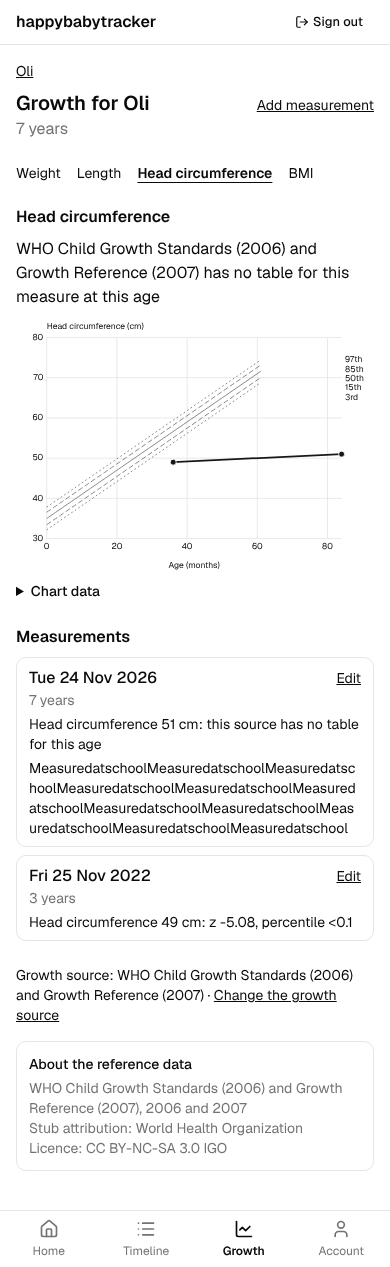 happybabytracker
Sign out
Oli
Growth for Oli
Add measurement
7 years
Weight Length Head circumference BMI
Head circumference
WHO Child Growth Standards (2006) and
Growth Reference (2007) has no table for this
measure at this age
Head circumference (cm)
80
70
60
50
40
30
97th
85th
50th
15th
3rd
0 20 40 60 80
Age (months)
Chart data
Measurements
Tue 24 Nov 2026
Edit
7 years
Head circumference 51 cm: this source has no table
for this age
MeasuredatschoolMeasuredatschoolMeasuredatsc
hoolMeasuredatschoolMeasuredatschoolMeasured
atschoolMeasuredatschoolMeasuredatschoolMeas
uredatschoolMeasuredatschoolMeasuredatschool
Fri 25 Nov 2022
Edit
3 years
Head circumference 49 cm: z -5.08, percentile <0.1
Growth source: WHO Child Growth Standards (2006)
and Growth Reference (2007) · Change the growth
source
About the reference data
WHO Child Growth Standards (2006) and Growth
Reference (2007), 2006 and 2007
Stub attribution: World Health Organization
Licence: CC BY-NC-SA 3.0 IGO
Home Timeline Growth Account